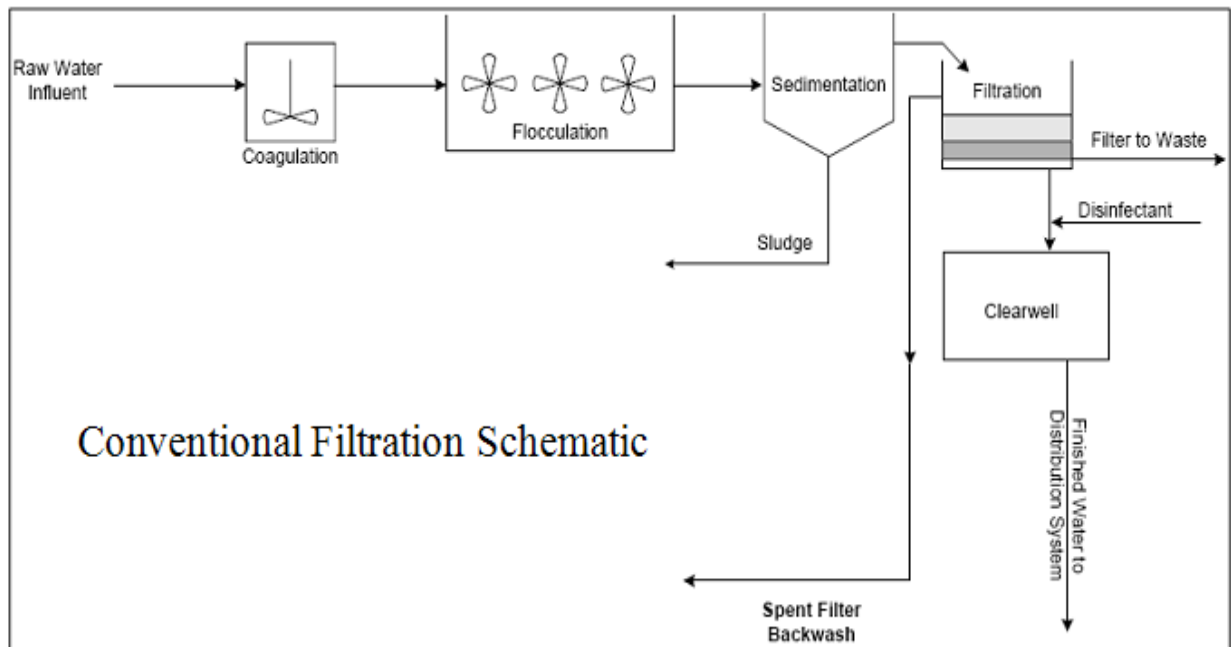 Raw Water
Influent
Coagulation
Flocculation
Sedimentation
Filtration
Filter to Waste
Disinfectant
Sludge
Clearwell
Conventional Filtration Schematic
Finished Water to
Distribution System
Spent Filter
Backwash